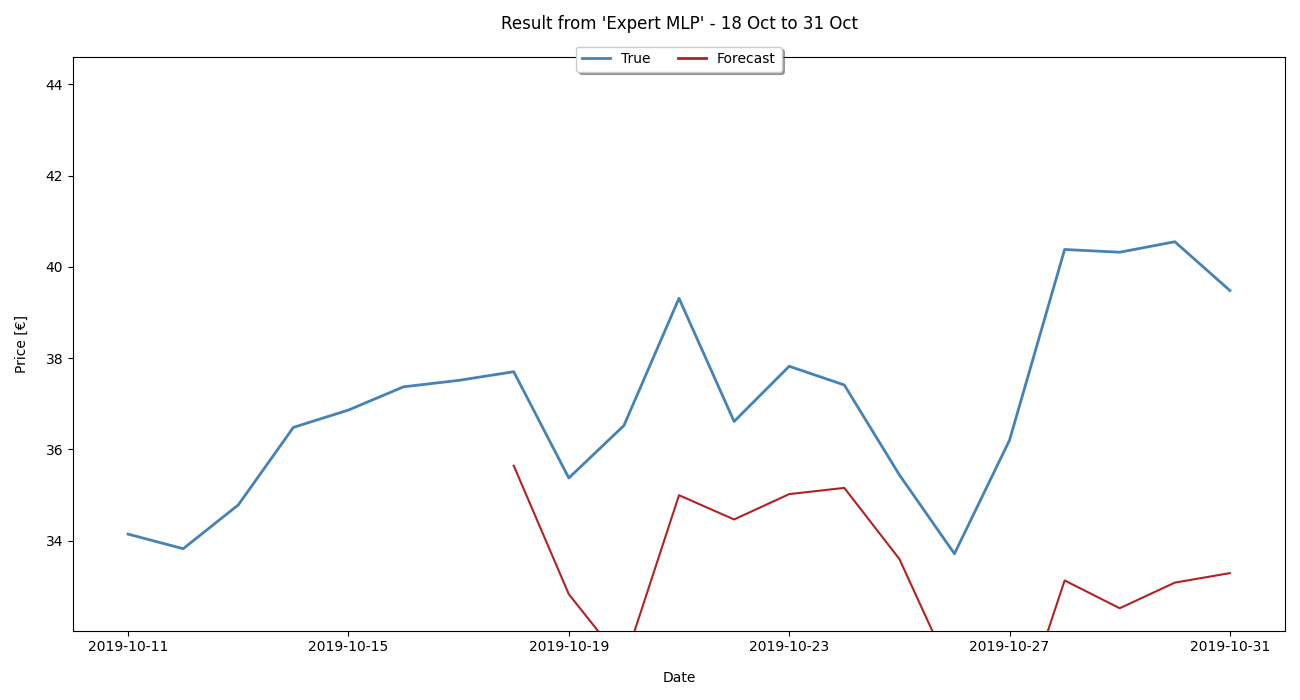 Result from 'Expert MLP' - 18 Oct to 31 Oct
True Forecast
44
42
40
38
36
34
Price [€]
2019-10-11 2019-10-15 2019-10-19 2019-10-23 2019-10-27 2019-10-31
Date